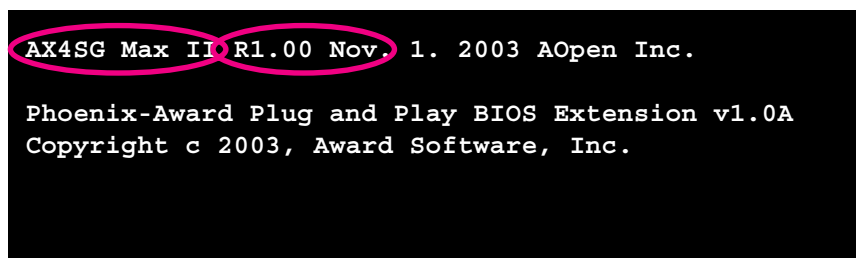 AX4SG Max II R1.00 Nov. 1. 2003 AOpen Inc.
Phoenix-Award Plug and Play BIOS Extension v1.0A
Copyright c 2003, Award Software, Inc.